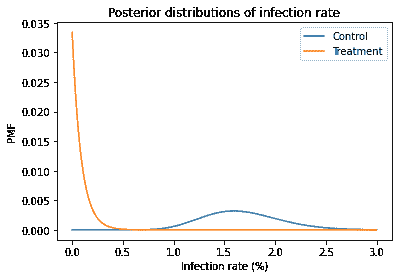 Posterior distributions of infection rate
Control
Treatment
PMF
0.035
0.030
0.025
0.020
0.015
0.010
0.005
0.000
0.0 0.5 1.0 1.5 2.0 2.5 3.0
Infection rate (%)